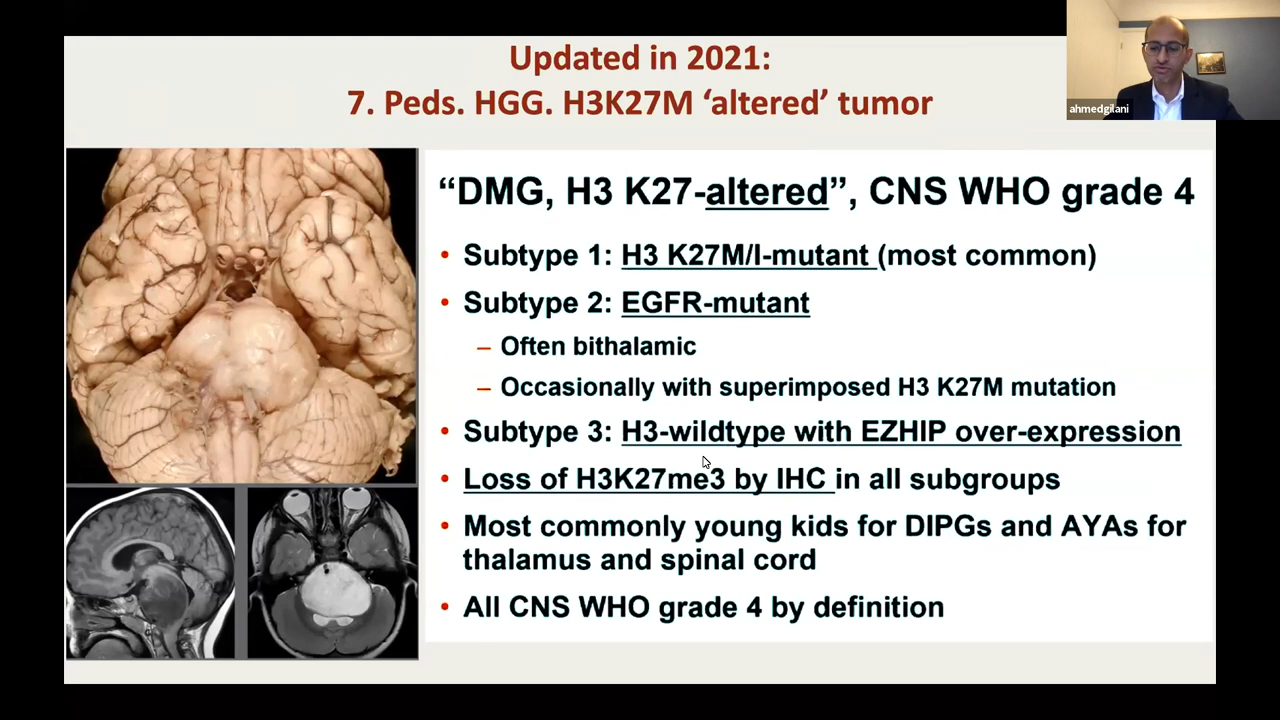 Updated in 2021:
7. Peds. HGG. H3K27M ‘altered’ tumor
ahmedgilani
“DMG, H3 K27-altered”, CNS WHO grade 4
• Subtype 1: H3 K27M/I-mutant (most common)
• Subtype 2: EGFR-mutant
– Often bithalamic
– Occasionally with superimposed H3 K27M mutation
• Subtype 3: H3-wildtype with EZHIP over-expression
• Loss of H3K27me3 by IHC in all subgroups
• Most commonly young kids for DIPGs and AYAs for
thalamus and spinal cord
• All CNS WHO grade 4 by definition